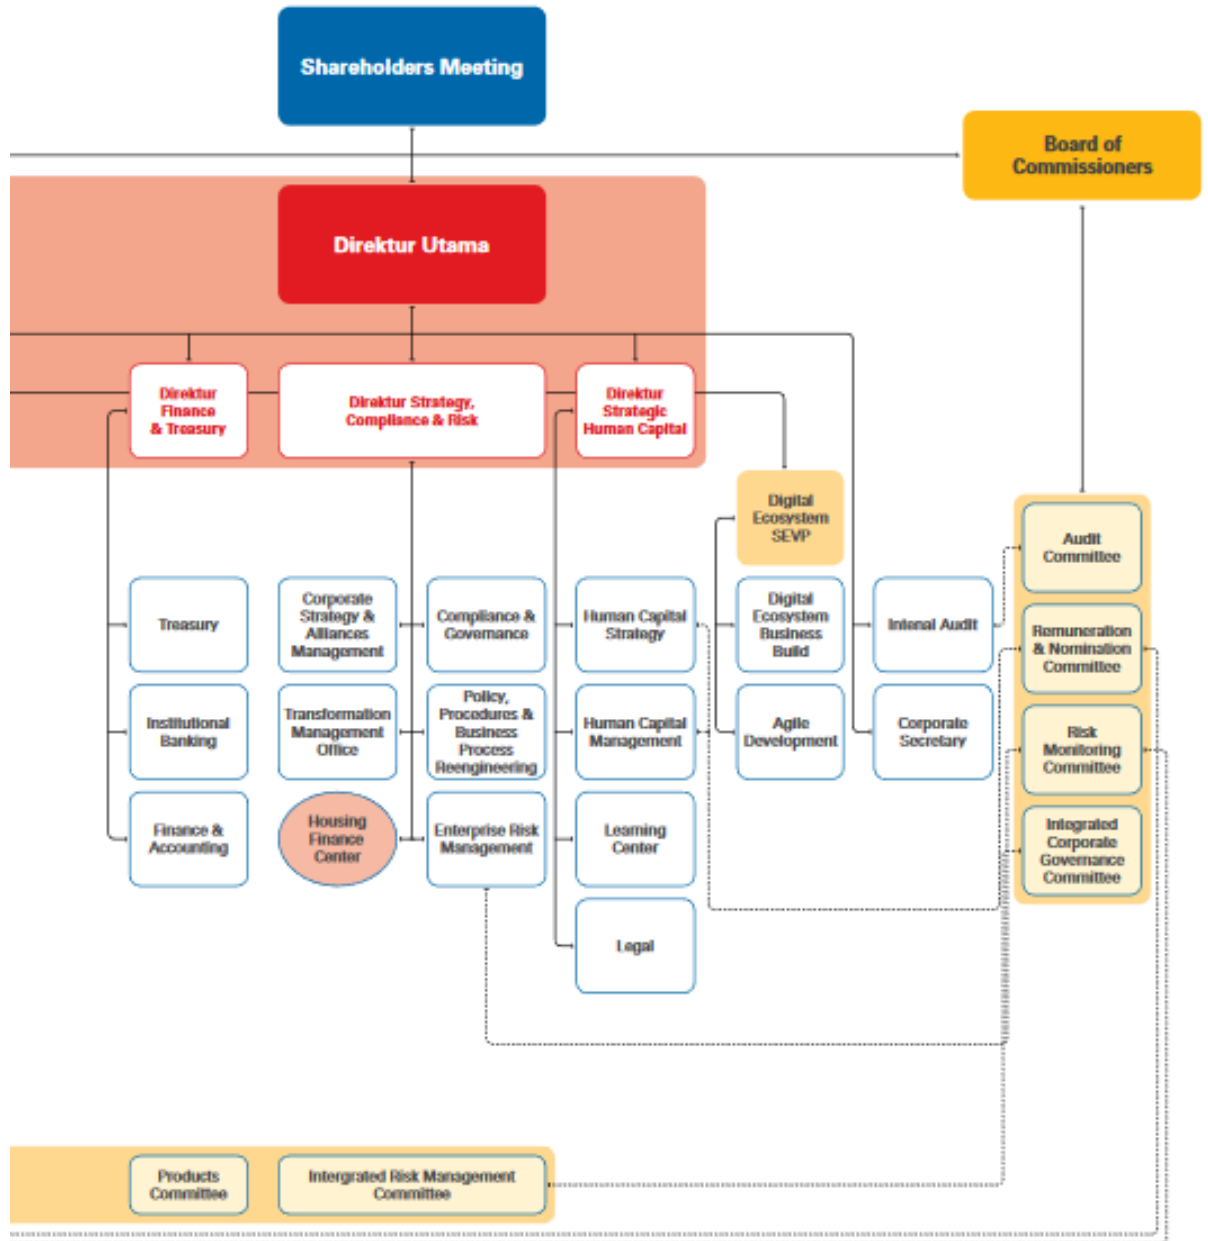 Shareholders Meeting
Board of
Commissioners
Direktur Utama
Direktur
Finance
& Treasury
Direktur Strategy,
Compliance & Risk
Direktur
Strategic
Human Capital
Digital
Ecosystem
SEVP
Audit
Committee
Treasury
Corporate
Strategy &
Alliances
Management
Compliance &
Governance
Human Capital
Strategy
Digital
Ecosystem
Business
Build
Intenal Audit
Remuneration
& Nomination
Committee
Institutional
Banking
Transformation
Management
Office
Policy,
Procedures &
Business
Process
Reengineering
Human Capital
Management
Agile
Development
Corporate
Secretary
Risk
Monitoring
Committee
Finance &
Accounting
Housing
Finance
Center
Enterprise Risk
Management
Learning
Center
Integrated
Corporate
Governance
Committee
Legal
Products
Committee
Intergrated Risk Management
Committee